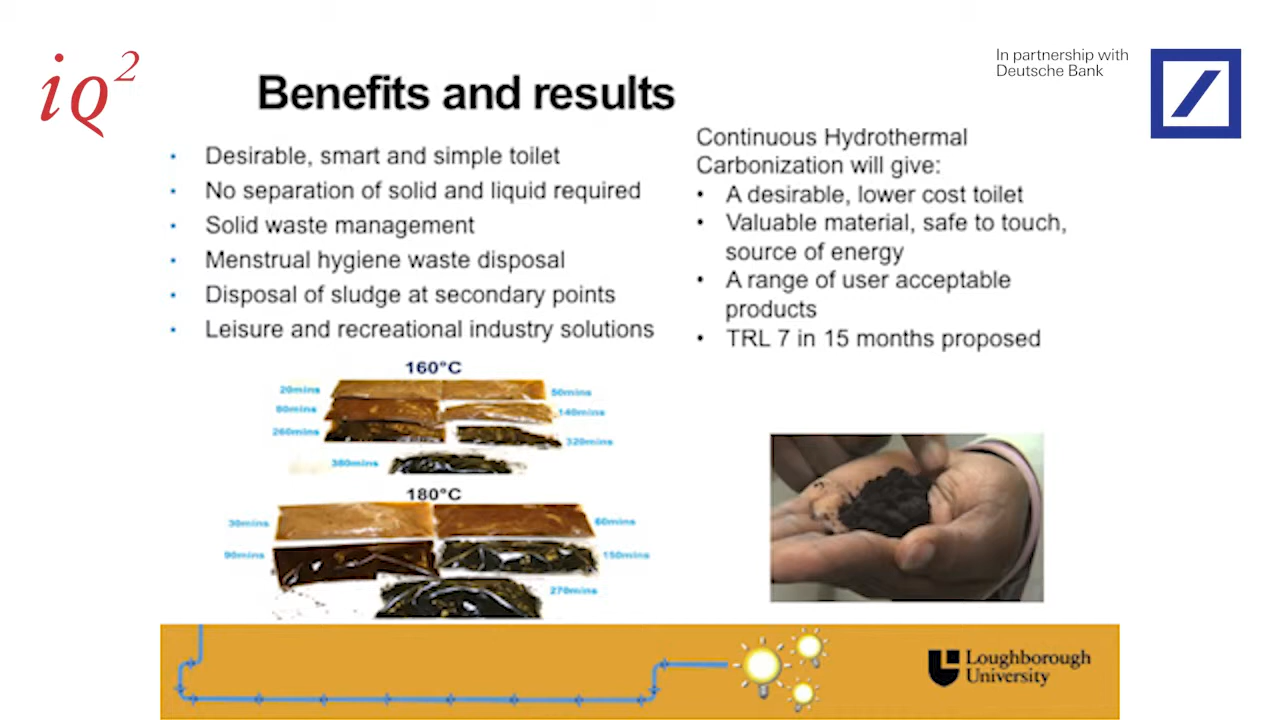 iq2
In partnership with
Deutsche Bank
Benefits and results
• Desirable, smart and simple toilet
• No separation of solid and liquid required
• Solid waste management
• Menstrual hygiene waste disposal
• Disposal of sludge at secondary points
• Leisure and recreational industry solutions
Continuous Hydrothermal
Carbonization will give:
• A desirable, lower cost toilet
• Valuable material, safe to touch,
source of energy
• A range of user acceptable
products
• TRL 7 in 15 months proposed
160°C
20mins
50mins
80mins
140mins
260mins
320mins
380mins
180°C
30mins
60mins
90mins
150mins
270mins
Loughborough
University